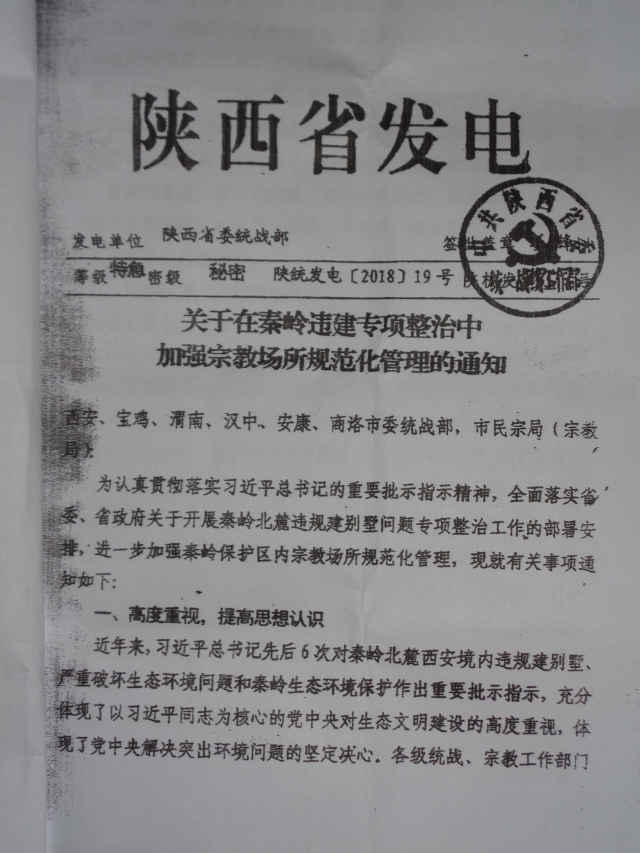 陕西省发电
发电单位 陕西省委统战部
中共陕西省委
等级 特急 密级 秘密 陕统发电〔2018〕19号
关于在秦岭违建专项整治中
加强宗教场所规范化管理的通知
西安、宝鸡、渭南、汉中、安康、商洛市委统战部，市民宗局（宗教
局）：
为认真贯彻落实习近平总书记的重要批示指示精神，全面落实省
委、省政府关于开展秦岭北麓违规建别墅问题专项整治工作的部署安
排，进一步加强秦岭保护区内宗教场所规范化管理，现就有关事项通
知如下：
一、高度重视，提高思想认识
近年来，习近平总书记先后6次对秦岭北麓西安境内违规建别墅、
严重破坏生态环境问题和秦岭生态环境保护作出重要批示指示，充分
体现了以习近平同志为核心的党中央对生态文明建设的高度重视，体
现了党中央解决突出环境问题的坚定决心。各级统战、宗教工作部门